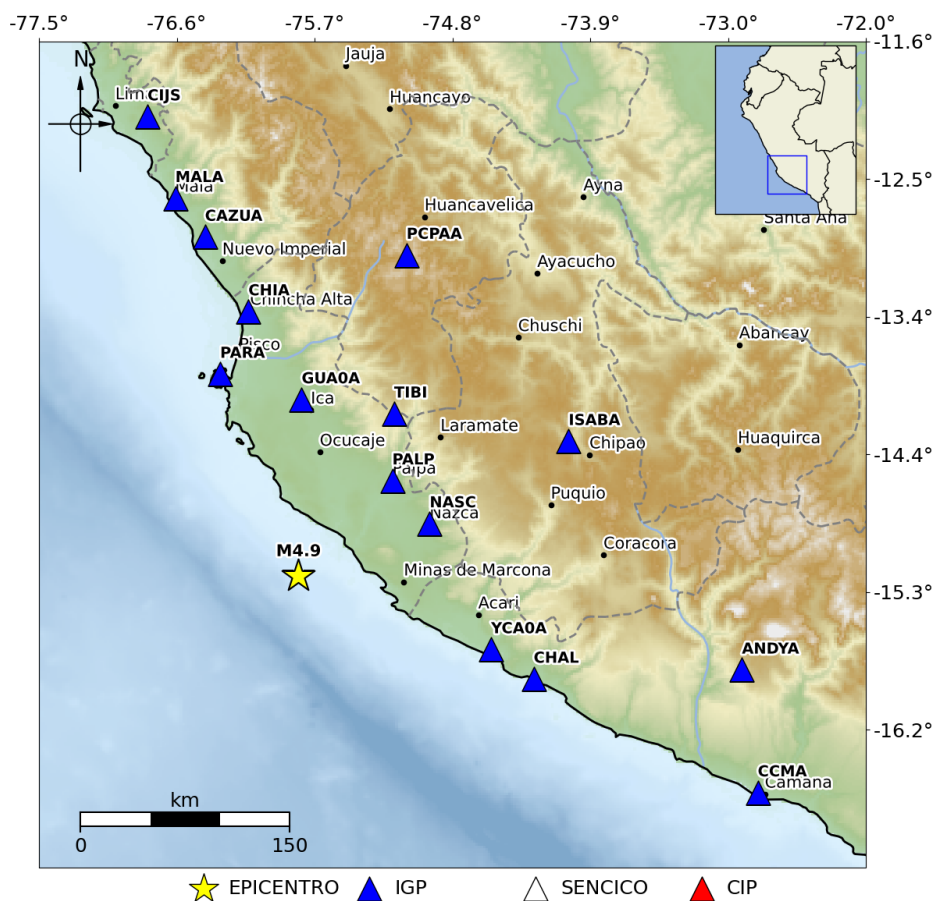 -77.5° -76.6° -75.7° -74.8° -73.9° -73.0° -72.0°
-11.6°
-12.5°
-13.4°
-14.4°
-15.3°
-16.2°
N
Jauja
Lim
CIJS
Huancayo
MALA
Mala
Ayna
CAZUA
Huancavelica
Santa Ana
PCPAA
Nuevo Imperial
Ayacucho
CHIA
Chincha Alta
Chuschi
Abancay
Pisco
PARA
GUA0A
Ica
TIBI
ISABA
Laramate
Chipao
Huaquirca
Ocucaje
PALP
Palpa
Puquio
NASC
Nazca
Coracora
M4.9
Minas de Marcona
Acari
YCA0A
CHAL
ANDYA
CCMA
Camana
km
0 150
EPICENTRO IGP SENCICO CIP